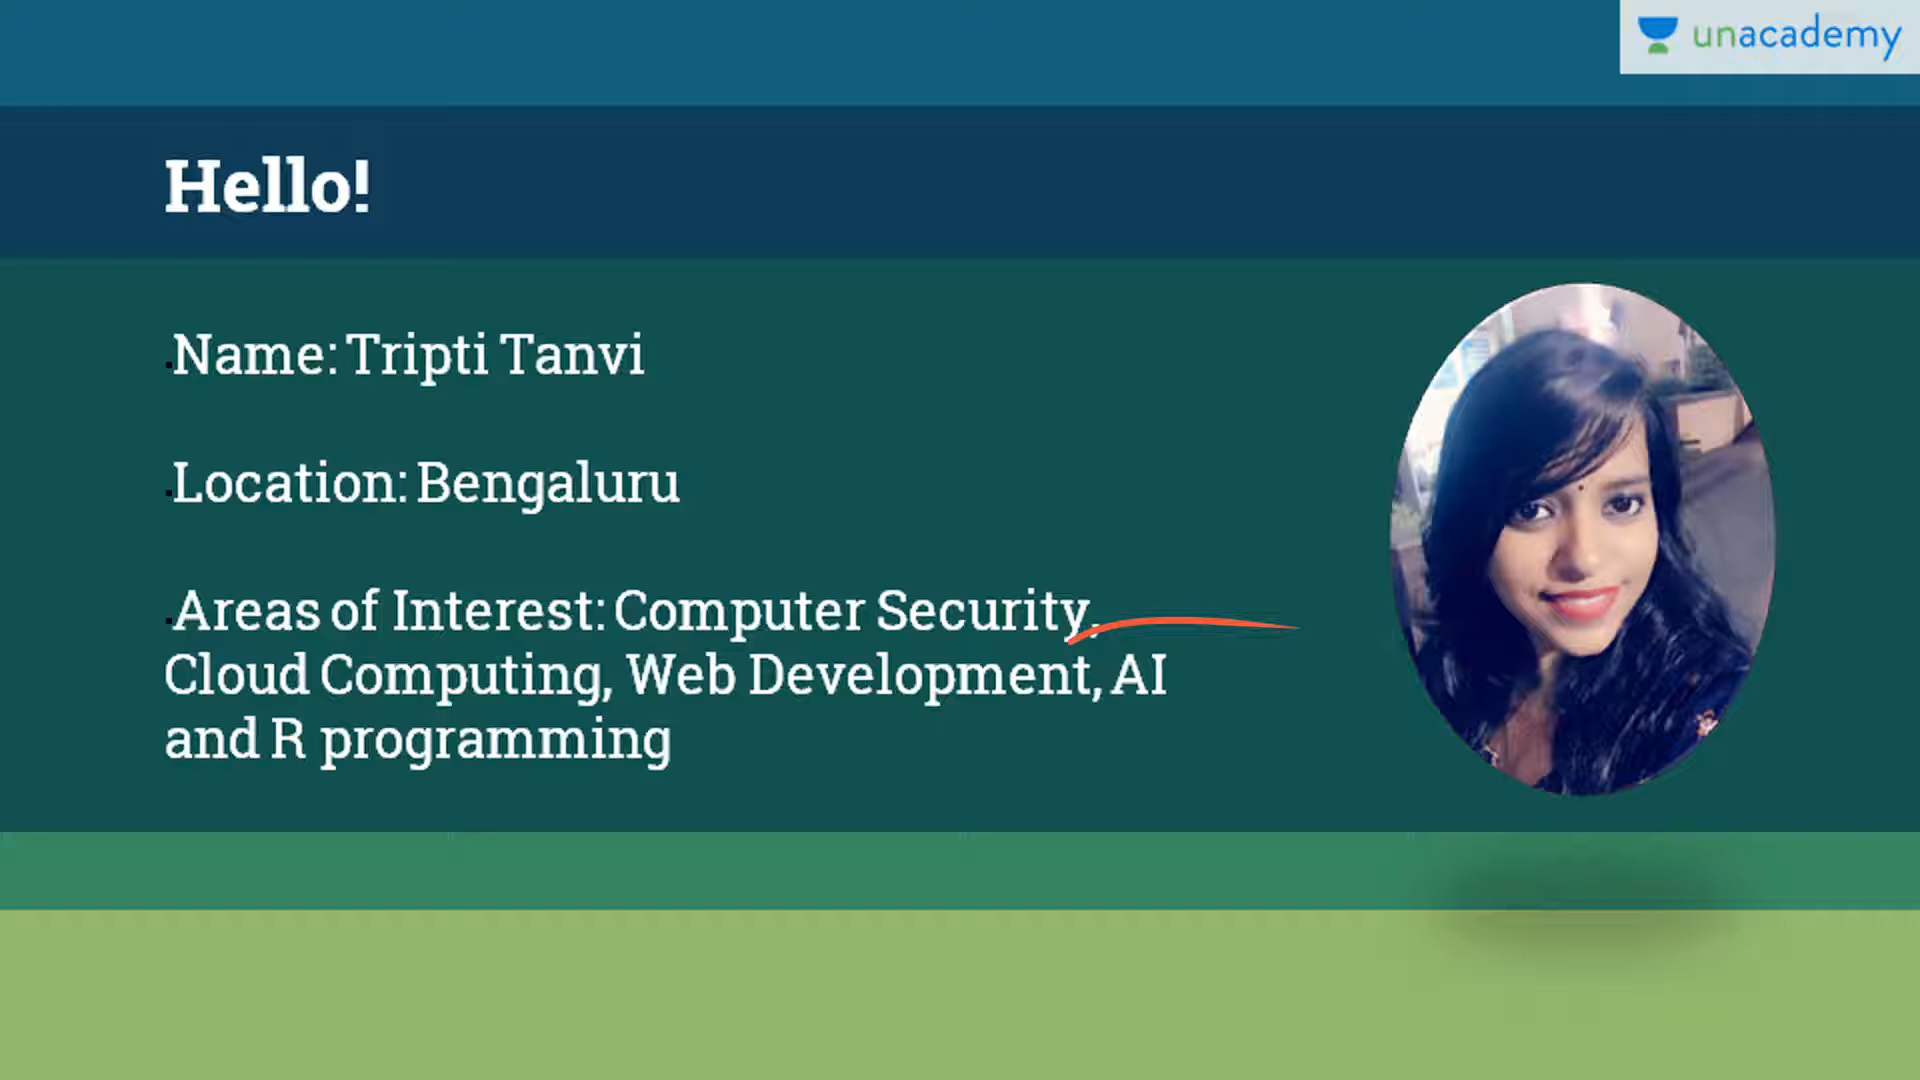 unacademy
Hello!
Name: Tripti Tanvi
Location: Bengaluru
Areas of Interest: Computer Security,
Cloud Computing, Web Development, AI
and R programming